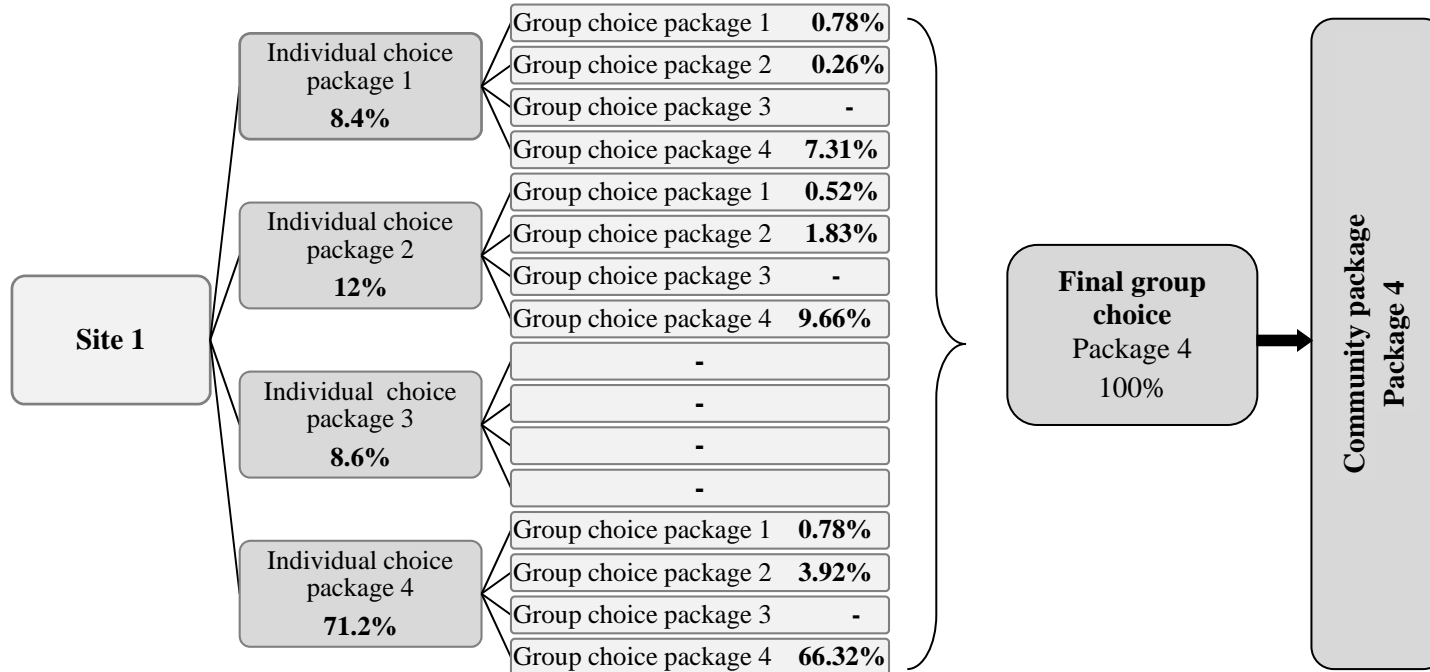 Site 1
Individual choice
package 1
8.4%
Group choice package 1 0.78%
Group choice package 2 0.26%
Group choice package 3 -
Group choice package 4 7.31%
Individual choice
package 2
12%
Group choice package 1 0.52%
Group choice package 2 1.83%
Group choice package 3 -
Group choice package 4 9.66%
Individual choice
package 3
8.6%
-
-
-
-
Individual choice
package 4
71.2%
Group choice package 1 0.78%
Group choice package 2 3.92%
Group choice package 3 -
Group choice package 4 66.32%
Final group
choice
Package 4
100%
Community package
Package 4